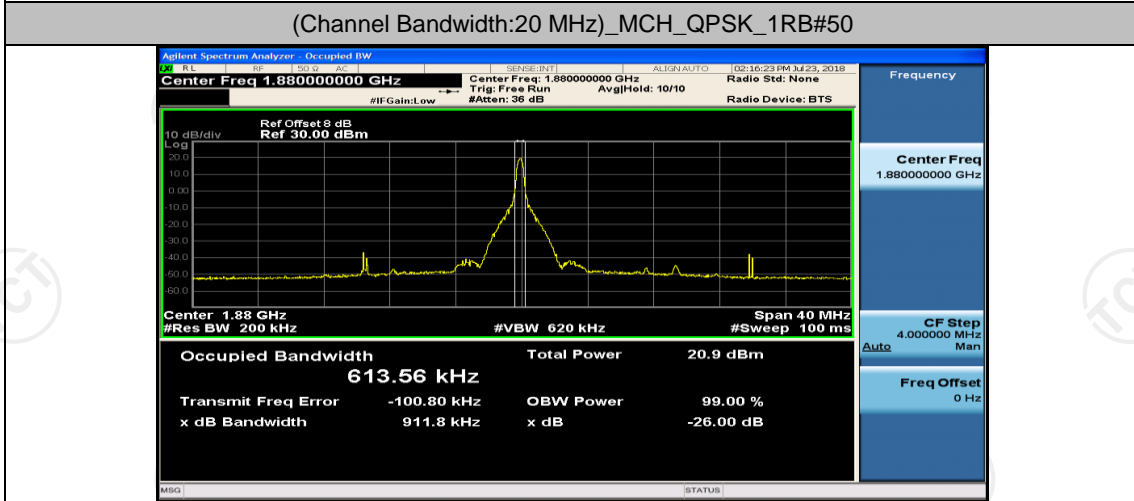 (Channel Bandwidth:20 MHz)_MCH_QPSK_1RB#50
Agilent Spectrum Analyzer - Occupied BW
LXI RL RF 50 Ω AC SENSE:INT ALIGN AUTO 02:16:23 PM Jul 23, 2018
Center Freq 1.880000000 GHz
Center Freq: 1.880000000 GHz
Radio Std: None
Trig: Free Run Avg|Hold: 10/10
#IFGain:Low #Atten: 36 dB Radio Device: BTS
Ref Offset 8 dB
10 dB/div Ref 30.00 dBm
Log
20.0
10.0
0.00
-10.0
-20.0
-30.0
-40.0
-50.0
-60.0
Center 1.88 GHz Span 40 MHz
#Res BW 200 kHz #VBW 620 kHz #Sweep 100 ms
Occupied Bandwidth Total Power 20.9 dBm
613.56 kHz
Transmit Freq Error -100.80 kHz OBW Power 99.00 %
x dB Bandwidth 911.8 kHz x dB -26.00 dB
MSG STATUS
Frequency
Center Freq
1.880000000 GHz
CF Step
4.000000 MHz
Auto Man
Freq Offset
0 Hz
TCT